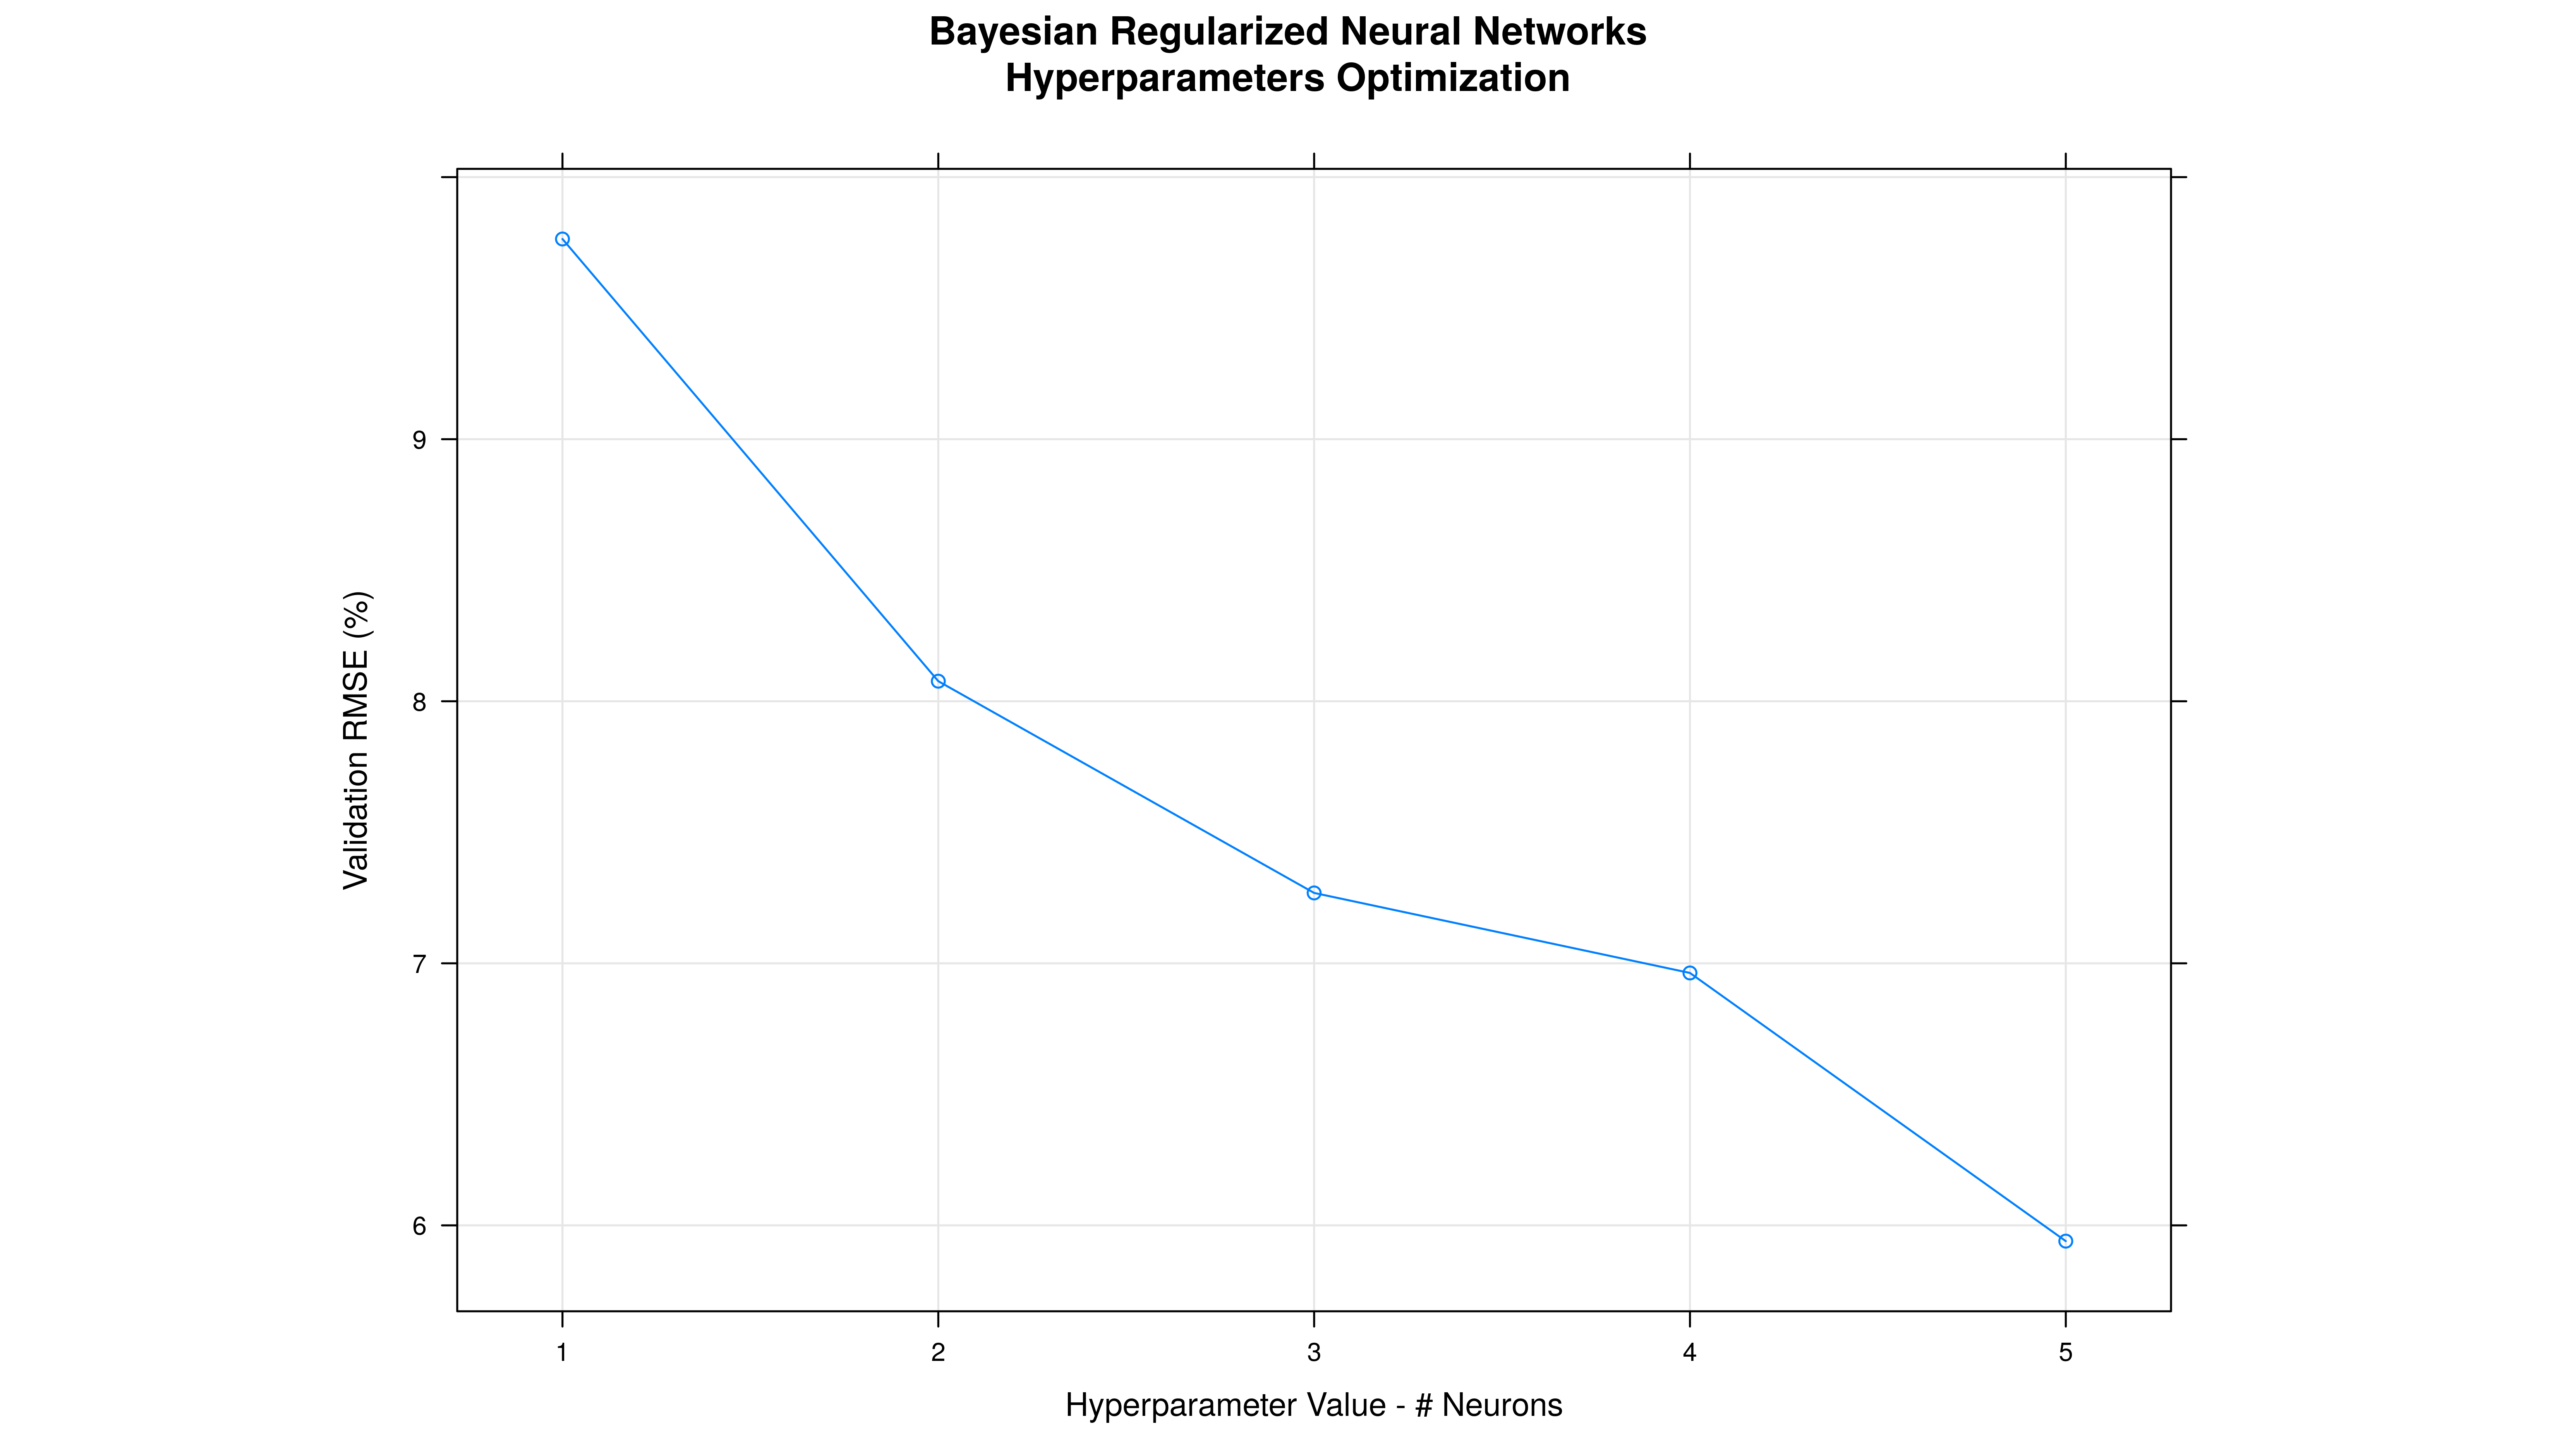 Bayesian Regularized Neural Networks
Hyperparameters Optimization
Validation RMSE (%)
9
8
7
6
1 2 3 4 5
Hyperparameter Value - # Neurons